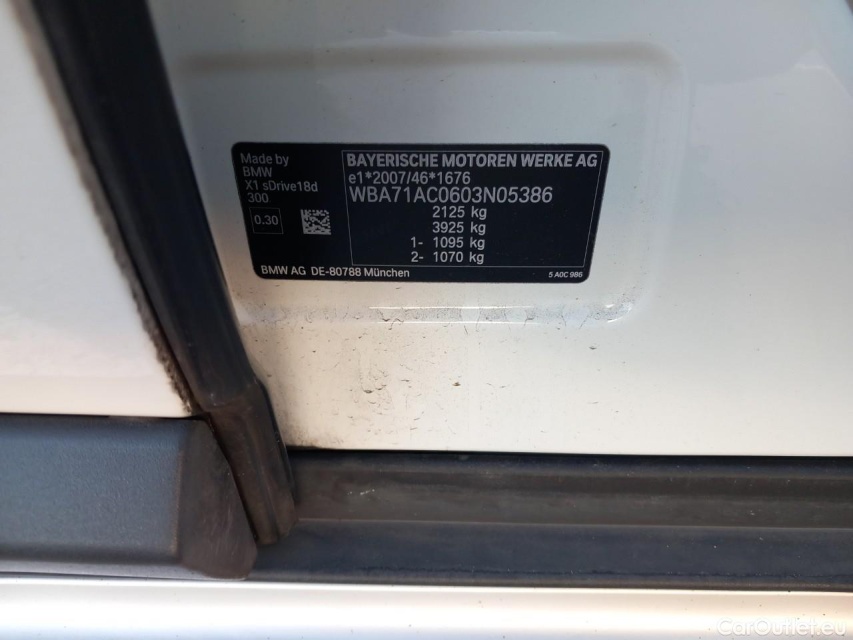 Made by
BMW
X1 sDrive18d
300
0.30
BAYERISCHE MOTOREN WERKE AG
e1*2007/46*1676
WBA71AC0603N05386
2125 kg
3925 kg
1- 1095 kg
2- 1070 kg
BMW AG DE-80788 München
5 A0C 986
CarOutlet.eu